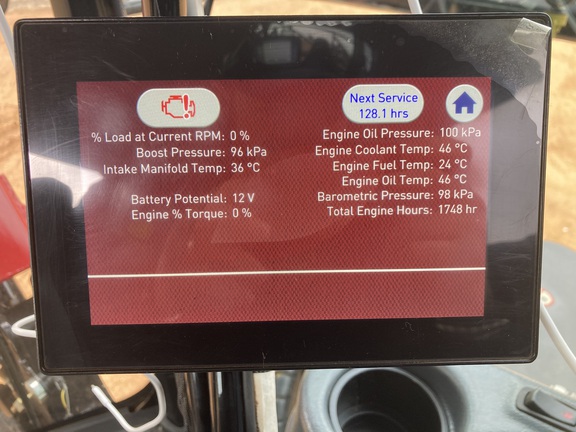 Next Service
128.1 hrs
% Load at Current RPM: 0 %
Boost Pressure: 96 kPa
Intake Manifold Temp: 36 °C
Battery Potential: 12 V
Engine % Torque: 0 %
Engine Oil Pressure: 100 kPa
Engine Coolant Temp: 46 °C
Engine Fuel Temp: 24 °C
Engine Oil Temp: 46 °C
Barometric Pressure: 98 kPa
Total Engine Hours: 1748 hr